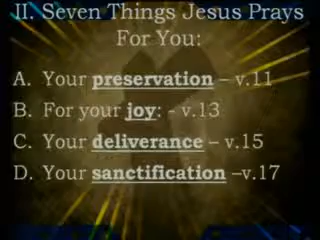 II. Seven Things Jesus Prays
For You:
A. Your preservation – v.11
B. For your joy: - v.13
C. Your deliverance – v.15
D. Your sanctification –v.17